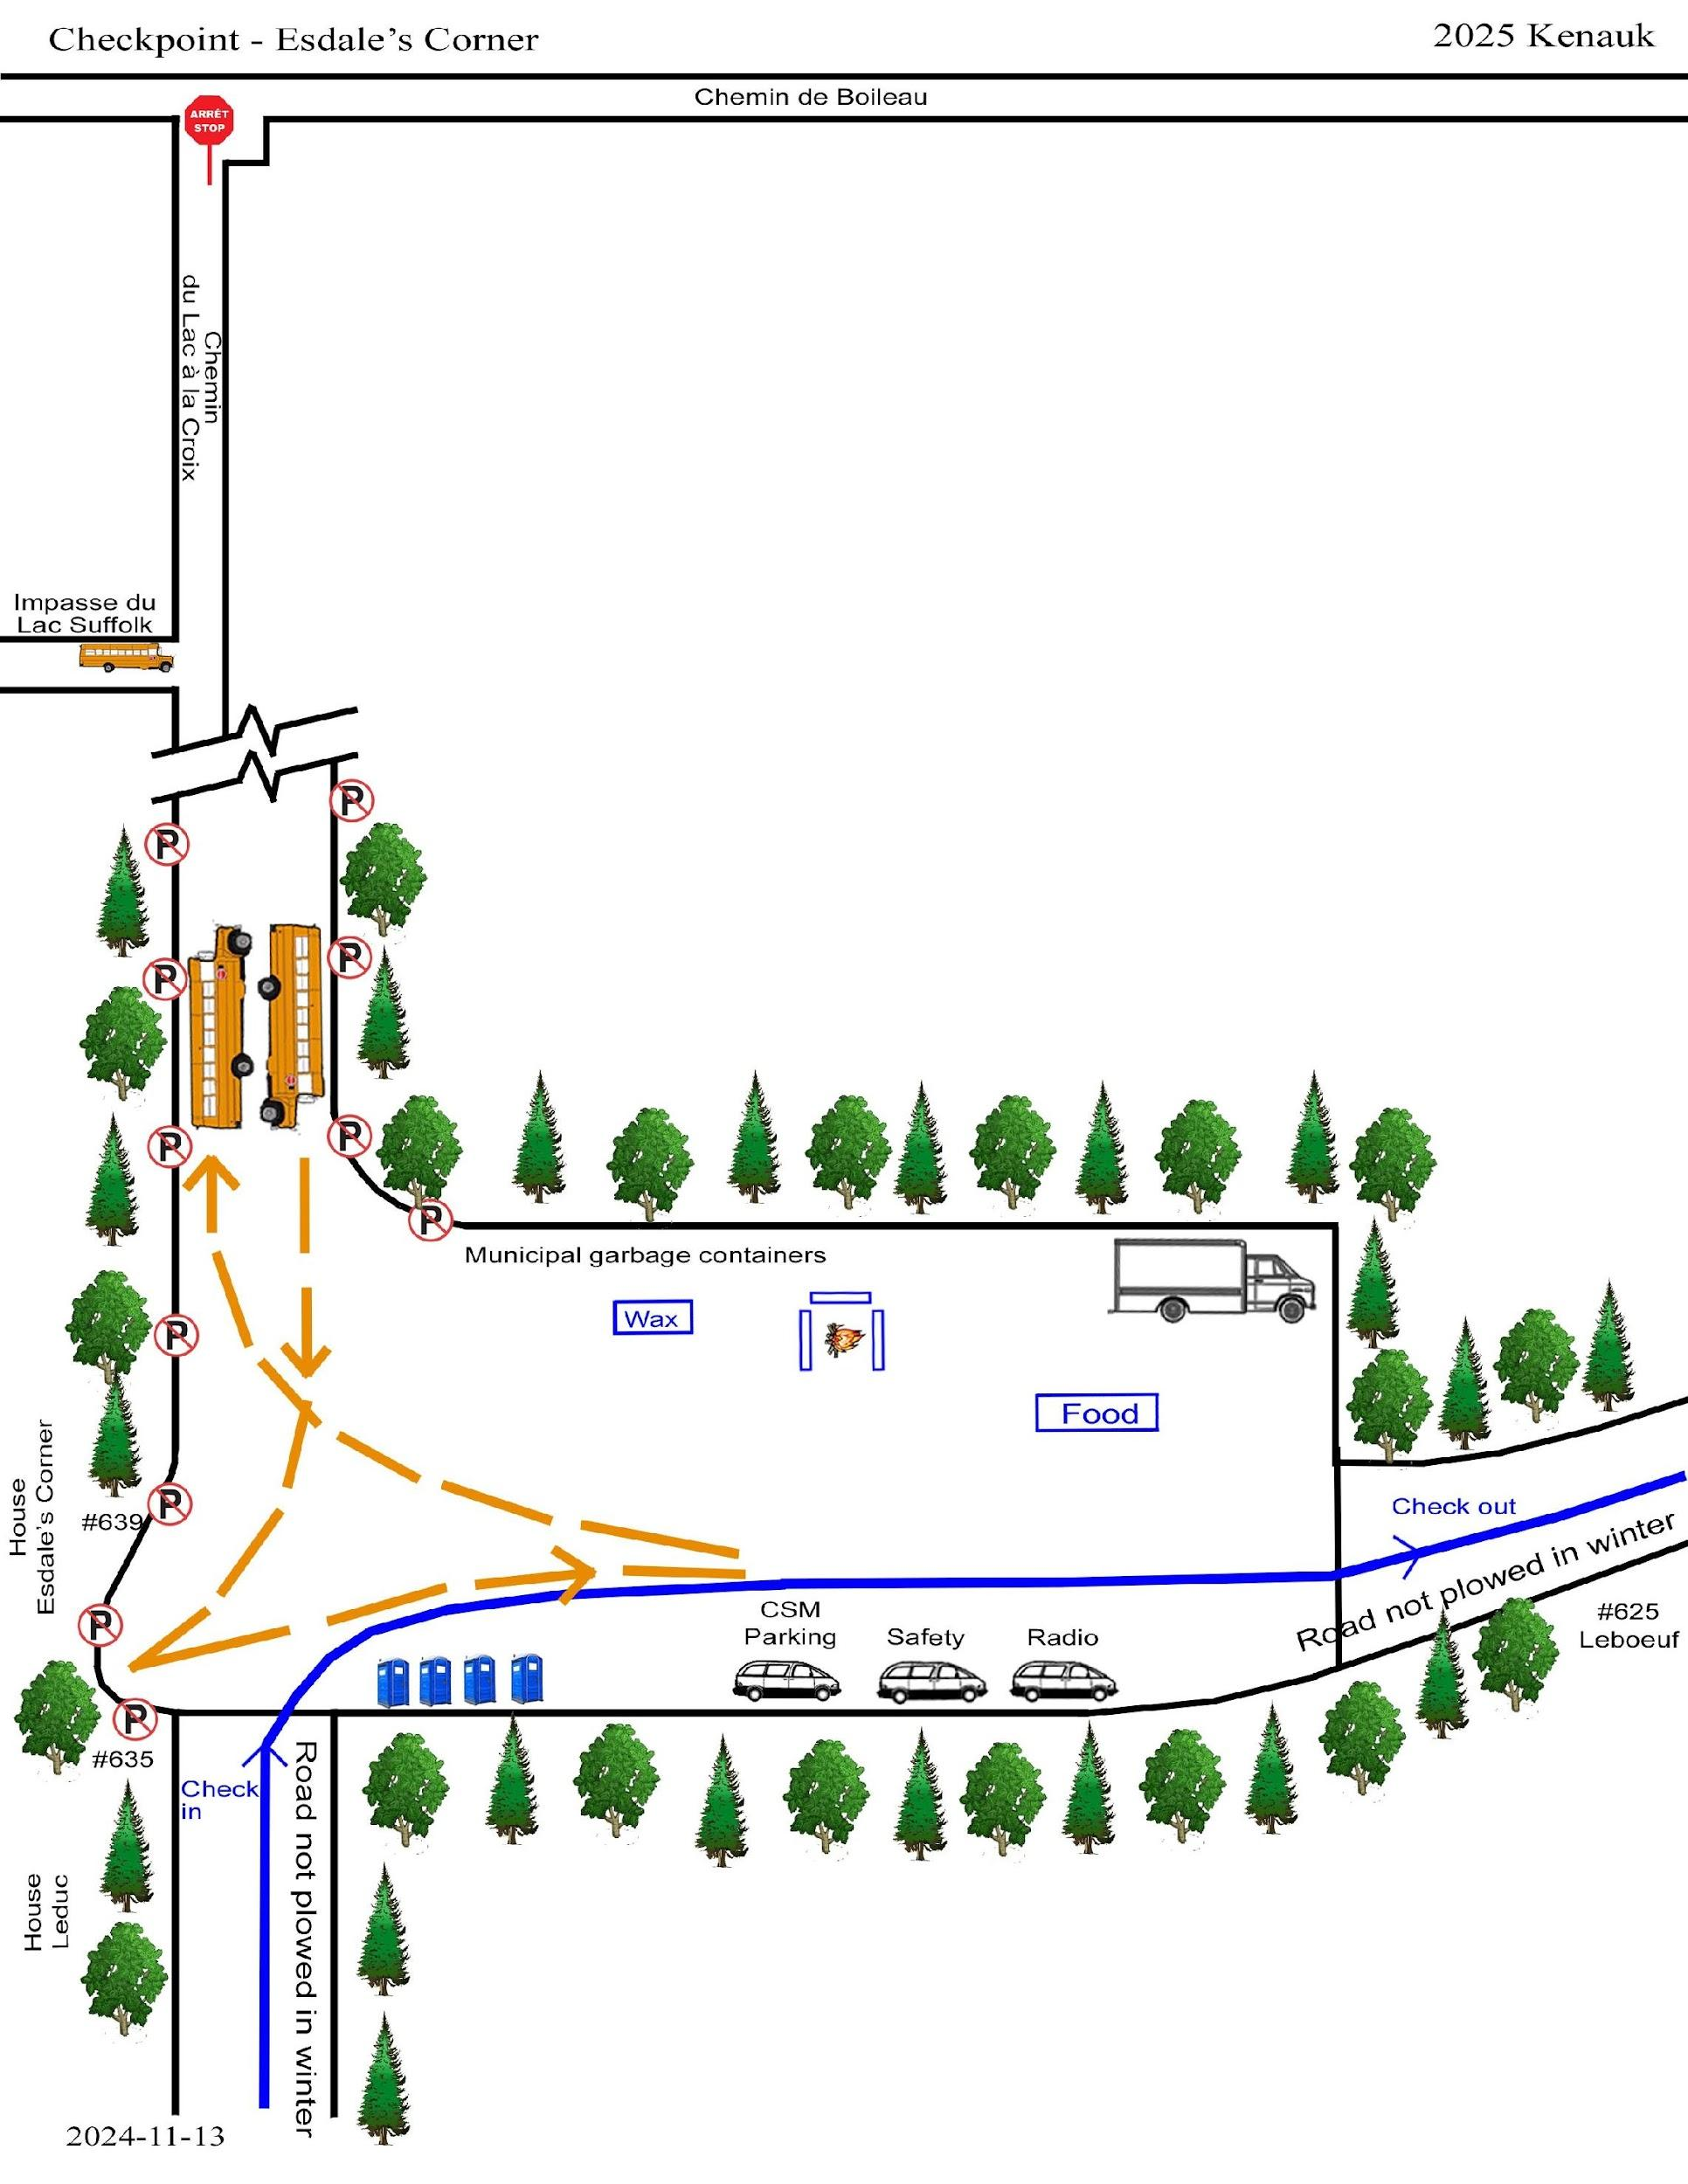 Checkpoint - Esdale's Corner
2025 Kenauk
Chemin de Boileau
ARRÊT
STOP
Chemin
du Lac à la Croix
Impasse du
Lac Suffolk
P
P
P
P
P
P
P
P
P
P
P
Municipal garbage containers
Wax
Food
House
Esdale's Corner
#639
Check out
Road not plowed in winter
#625
Leboeuf
CSM
Parking
Safety
Radio
#635
Check
in
Road not plowed in winter
House
Leduc
2024-11-13